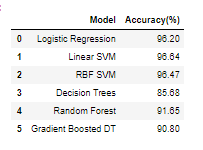 Model Accuracy(%)
0 Logistic Regression 96.20
1 Linear SVM 96.64
2 RBF SVM 96.47
3 Decision Trees 85.68
4 Random Forest 91.65
5 Gradient Boosted DT 90.80